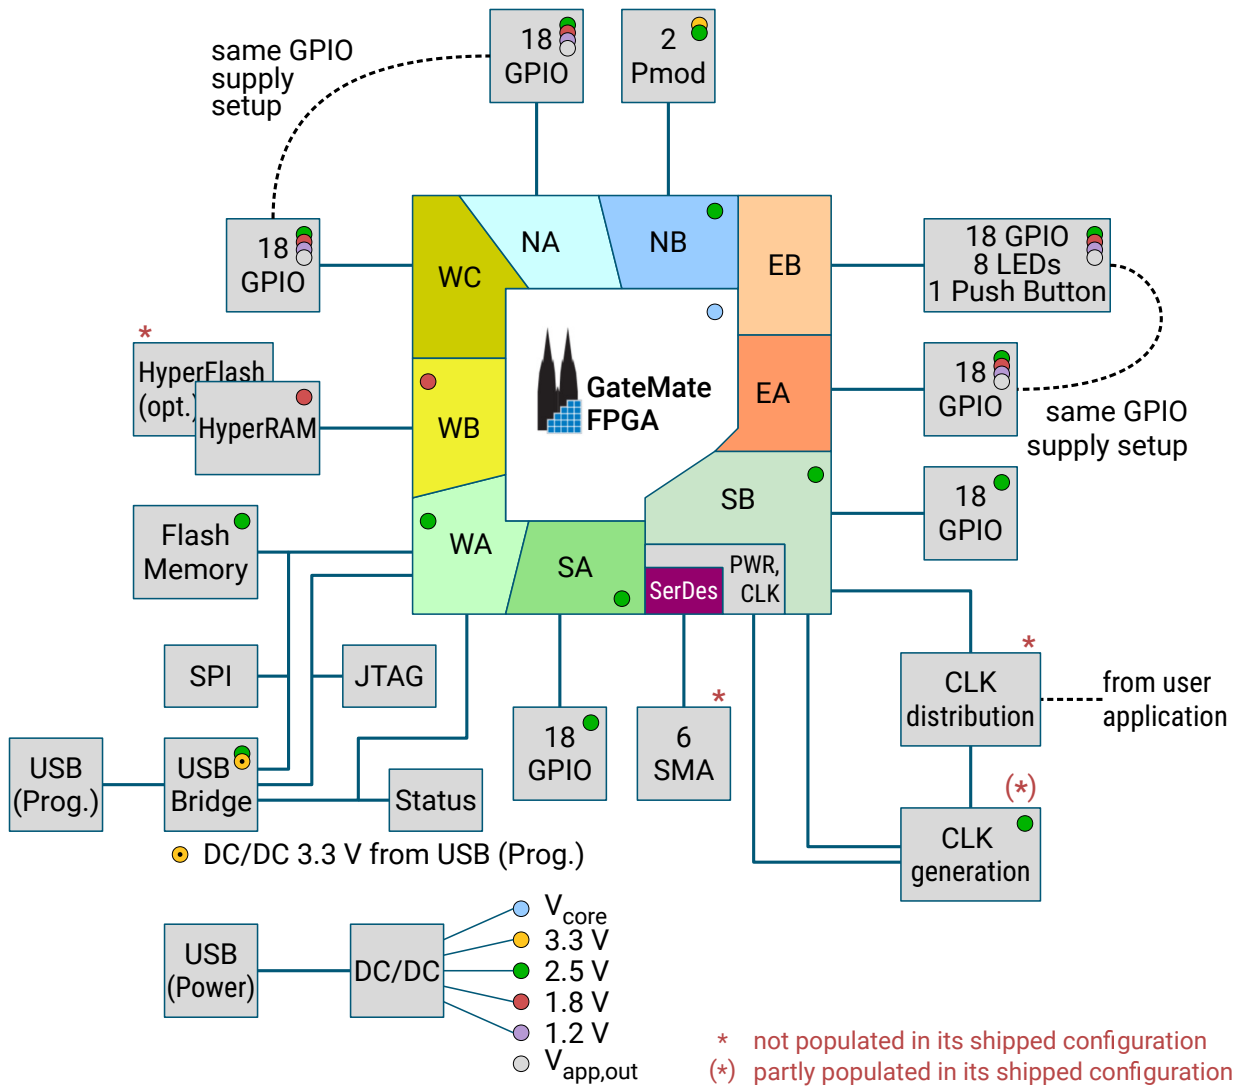 same GPIO
supply
setup
18
GPIO
2
Pmod
18
GPIO
NA
NB
WC
EB
18 GPIO
8 LEDs
1 Push Button
*
HyperFlash
(opt.)
HyperRAM
WB
GateMate
FPGA
EA
18
GPIO
same GPIO
supply setup
SB
18
GPIO
Flash
Memory
WA
SA
SerDes
PWR,
CLK
SPI
JTAG
*
CLK
distribution
from user
application
USB
(Prog.)
USB
Bridge
Status
18
GPIO
*
6
SMA
(*)
CLK
generation
DC/DC 3.3 V from USB (Prog.)
USB
(Power)
DC/DC
Vcore
3.3 V
2.5 V
1.8 V
1.2 V
Vapp,out
* not populated in its shipped configuration
(*) partly populated in its shipped configuration